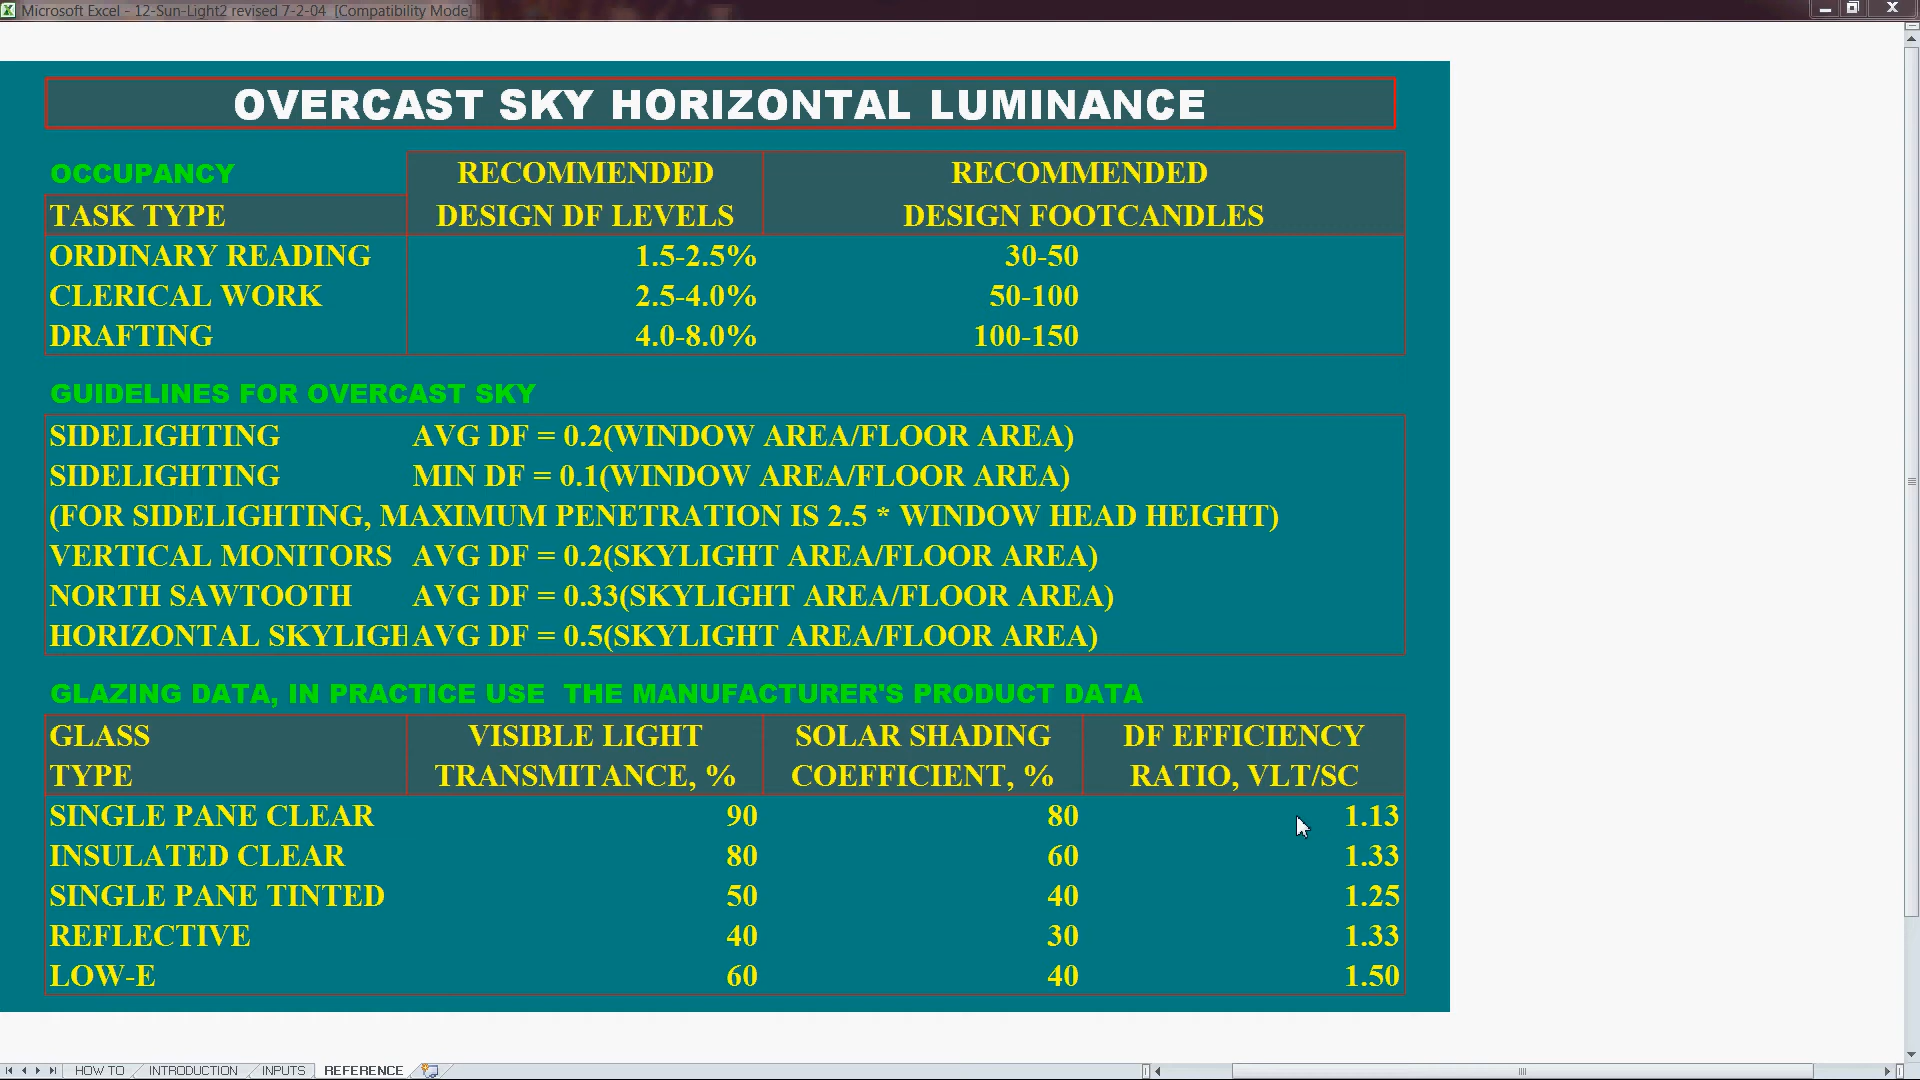 Microsoft Excel - 12-Sun-Light2 revised 7-2-04 [Compatibility Mode]
OVERCAST SKY HORIZONTAL LUMINANCE
OCCUPANCY RECOMMENDED RECOMMENDED
TASK TYPE DESIGN DF LEVELS DESIGN FOOTCANDLES
ORDINARY READING 1.5-2.5% 30-50
CLERICAL WORK 2.5-4.0% 50-100
DRAFTING 4.0-8.0% 100-150
GUIDELINES FOR OVERCAST SKY
SIDELIGHTING AVG DF = 0.2(WINDOW AREA/FLOOR AREA)
SIDELIGHTING MIN DF = 0.1(WINDOW AREA/FLOOR AREA)
(FOR SIDELIGHTING, MAXIMUM PENETRATION IS 2.5 * WINDOW HEAD HEIGHT)
VERTICAL MONITORS AVG DF = 0.2(SKYLIGHT AREA/FLOOR AREA)
NORTH SAWTOOTH AVG DF = 0.33(SKYLIGHT AREA/FLOOR AREA)
HORIZONTAL SKYLIGH AVG DF = 0.5(SKYLIGHT AREA/FLOOR AREA)
GLAZING DATA, IN PRACTICE USE THE MANUFACTURER'S PRODUCT DATA
GLASS VISIBLE LIGHT SOLAR SHADING DF EFFICIENCY
TYPE TRANSMITANCE, % COEFFICIENT, % RATIO, VLT/SC
SINGLE PANE CLEAR 90 80 1.13
INSULATED CLEAR 80 60 1.33
SINGLE PANE TINTED 50 40 1.25
REFLECTIVE 40 30 1.33
LOW-E 60 40 1.50
HOW TO INTRODUCTION INPUTS REFERENCE